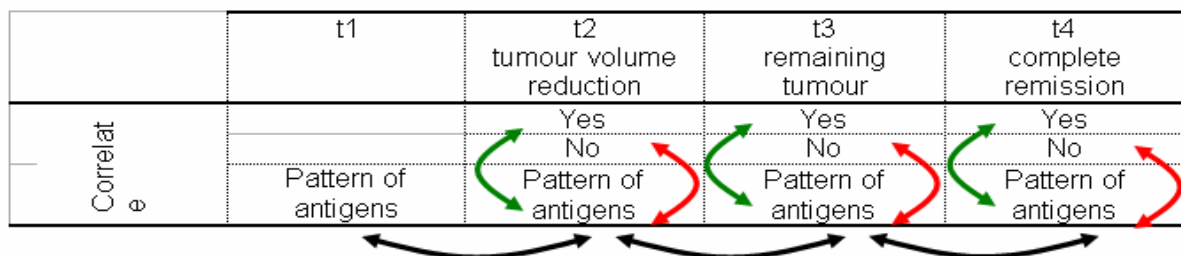 t1
t2
tumour volume
reduction
t3
remaining
tumour
t4
complete
remission
Correlat
e
Yes
Yes
Yes
No
No
No
Pattern of
antigens
Pattern of
antigens
Pattern of
antigens
Pattern of
antigens